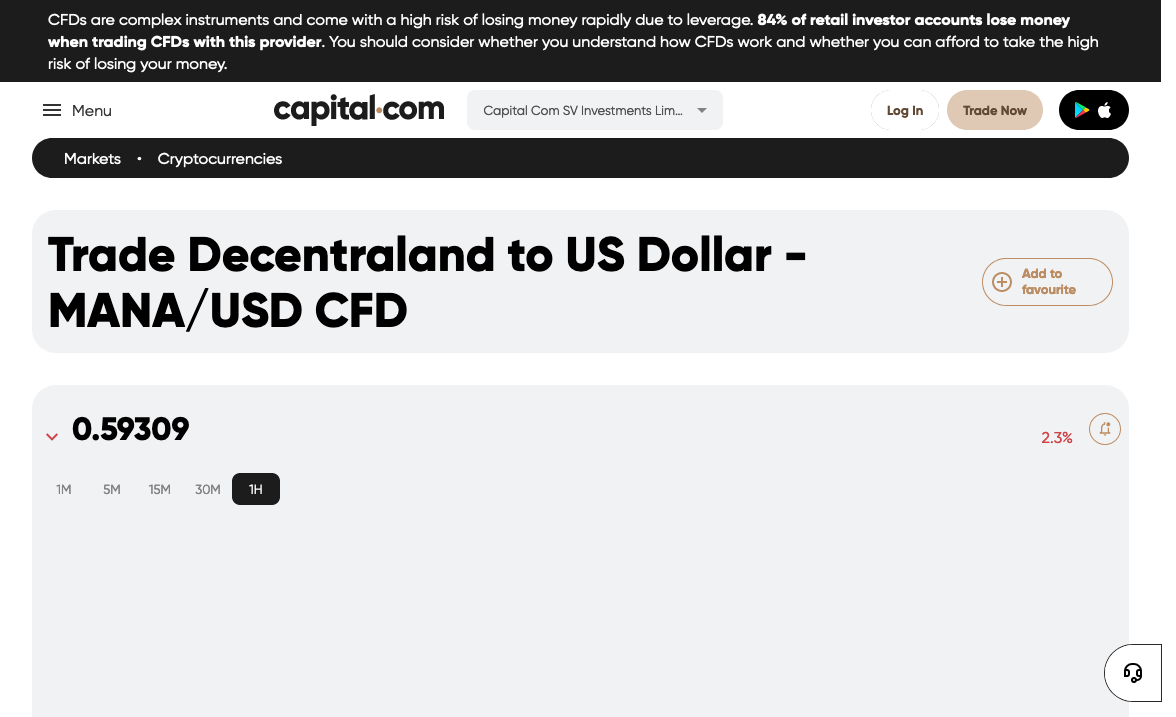 CFDs are complex instruments and come with a high risk of losing money rapidly due to leverage. 84% of retail investor accounts lose money
when trading CFDs with this provider. You should consider whether you understand how CFDs work and whether you can afford to take the high
risk of losing your money.
Menu
capital.com
Capital Com SV Investments Lim...
Log In
Trade Now
Markets • Cryptocurrencies
Trade Decentraland to US Dollar -
MANA/USD CFD
Add to
favourite
0.59309
2.3%
1M 5M 15M 30M 1H